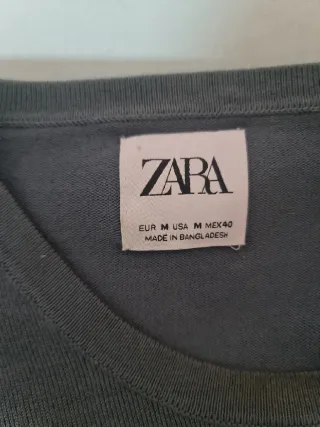 ZARA
EUR M USA M MEX 40
MADE IN BANGLADESH